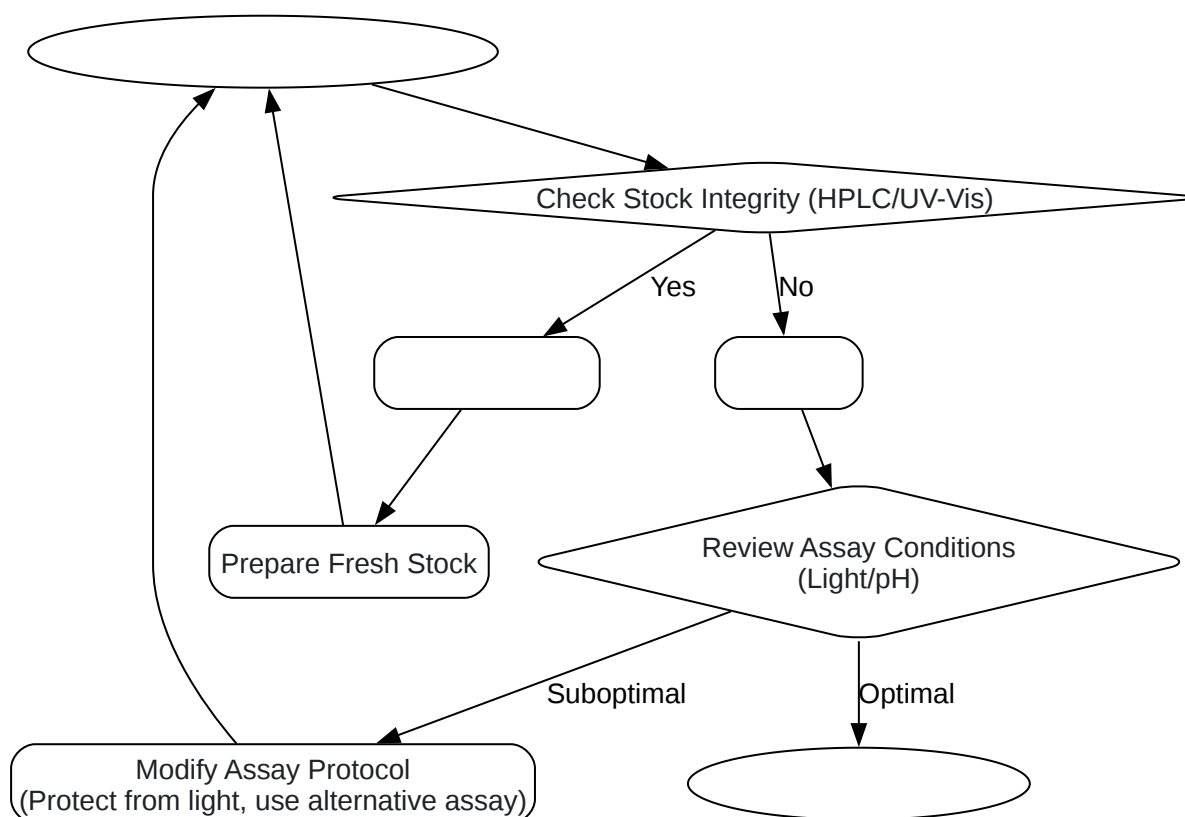 Check Stock Integrity (HPLC/UV-Vis)
Yes
No
Prepare Fresh Stock
Review Assay Conditions
(Light/pH)
Suboptimal
Optimal
Modify Assay Protocol
(Protect from light, use alternative assay)